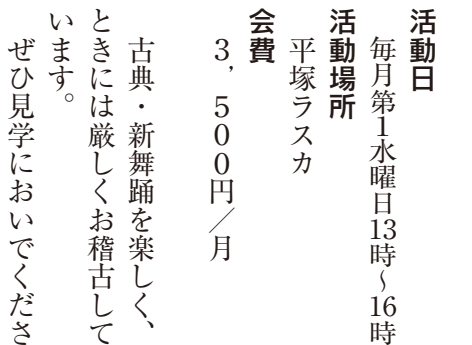 活動日
毎月第1水曜日13時～16時
活動場所
平塚ラスカ
会費
3，500円／月
古典・新舞踊を楽しく、
ときには厳しくお稽古して
います。
ぜひ見学においでくださ